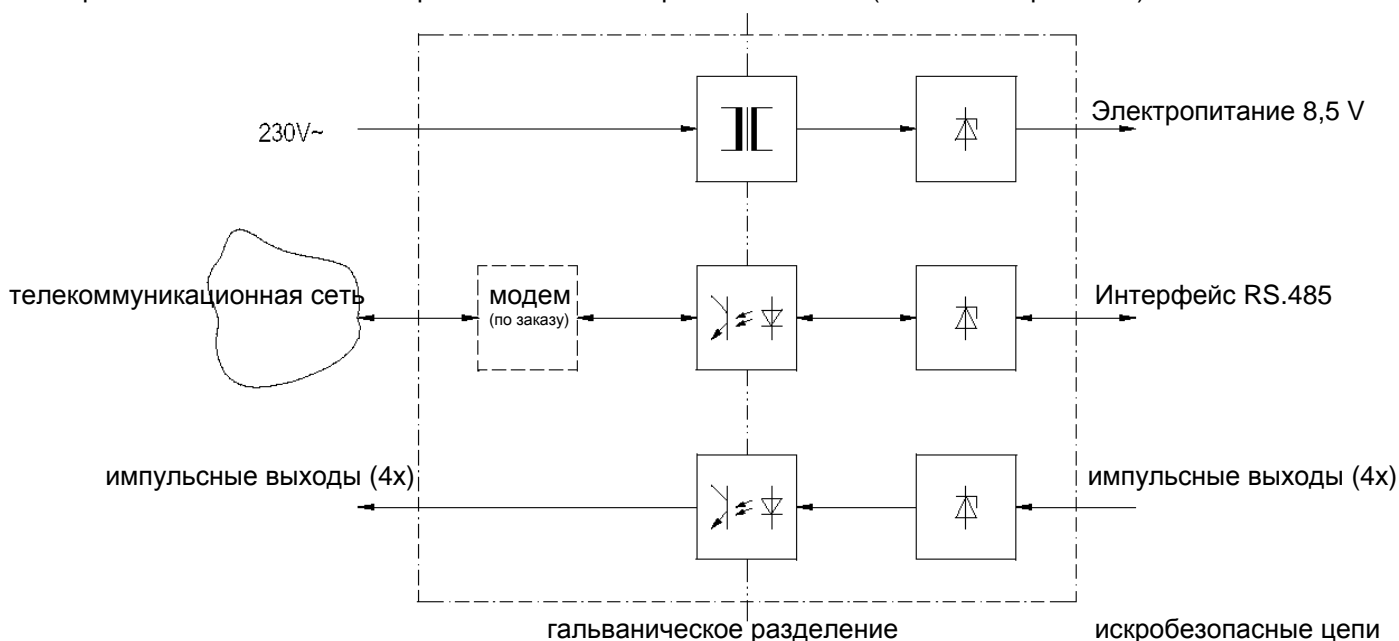 230V~
Электропитание 8,5 V
телекоммуникационная сеть
модем
(по заказу)
Интерфейс RS.485
импульсные выходы (4x)
импульсные выходы (4x)
гальваническое разделение
искробезопасные цепи